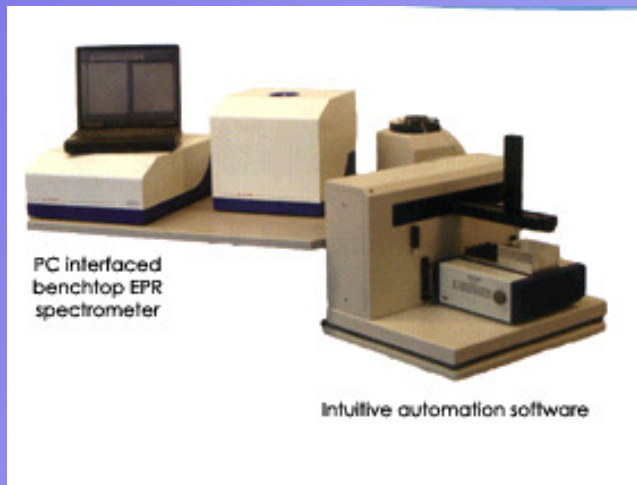 PC interfaced
benchtop EPR
spectrometer
Intuitive automation software